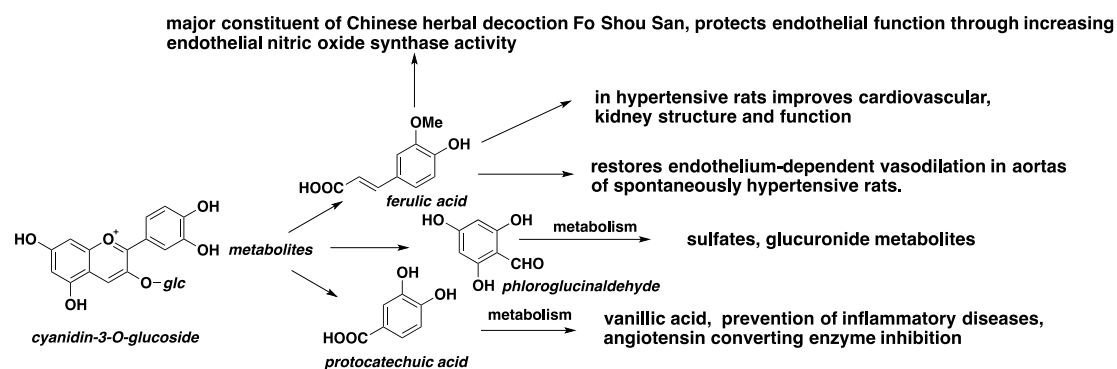 major constituent of Chinese herbal decoction Fo Shou San, protects endothelial function through increasing
endothelial nitric oxide synthase activity
in hypertensive rats improves cardiovascular,
kidney structure and function
OMe
OH
HOOC
ferulic acid
restores endothelium-dependent vasodilation in aortas
of spontaneously hypertensive rats.
OH
OH
HO
O+
O-glc
OH
cyanidin-3-O-glucoside
metabolites
HO
OH
CHO
OH
phloroglucinaldehyde
metabolism
sulfates, glucuronide metabolites
HO
OH
HOOC
protocatechuic acid
metabolism
vanillic acid, prevention of inflammatory diseases,
angiotensin converting enzyme inhibition